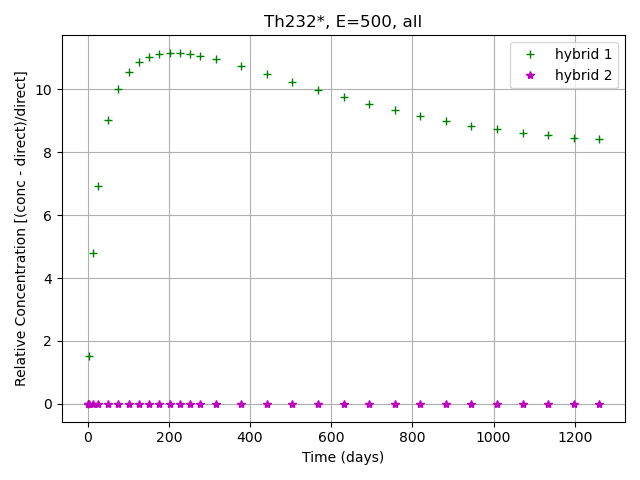 Th232*, E=500, all
hybrid 1
hybrid 2
Relative Concentration [(conc - direct)/direct]
10
8
6
4
2
0
0 200 400 600 800 1000 1200
Time (days)